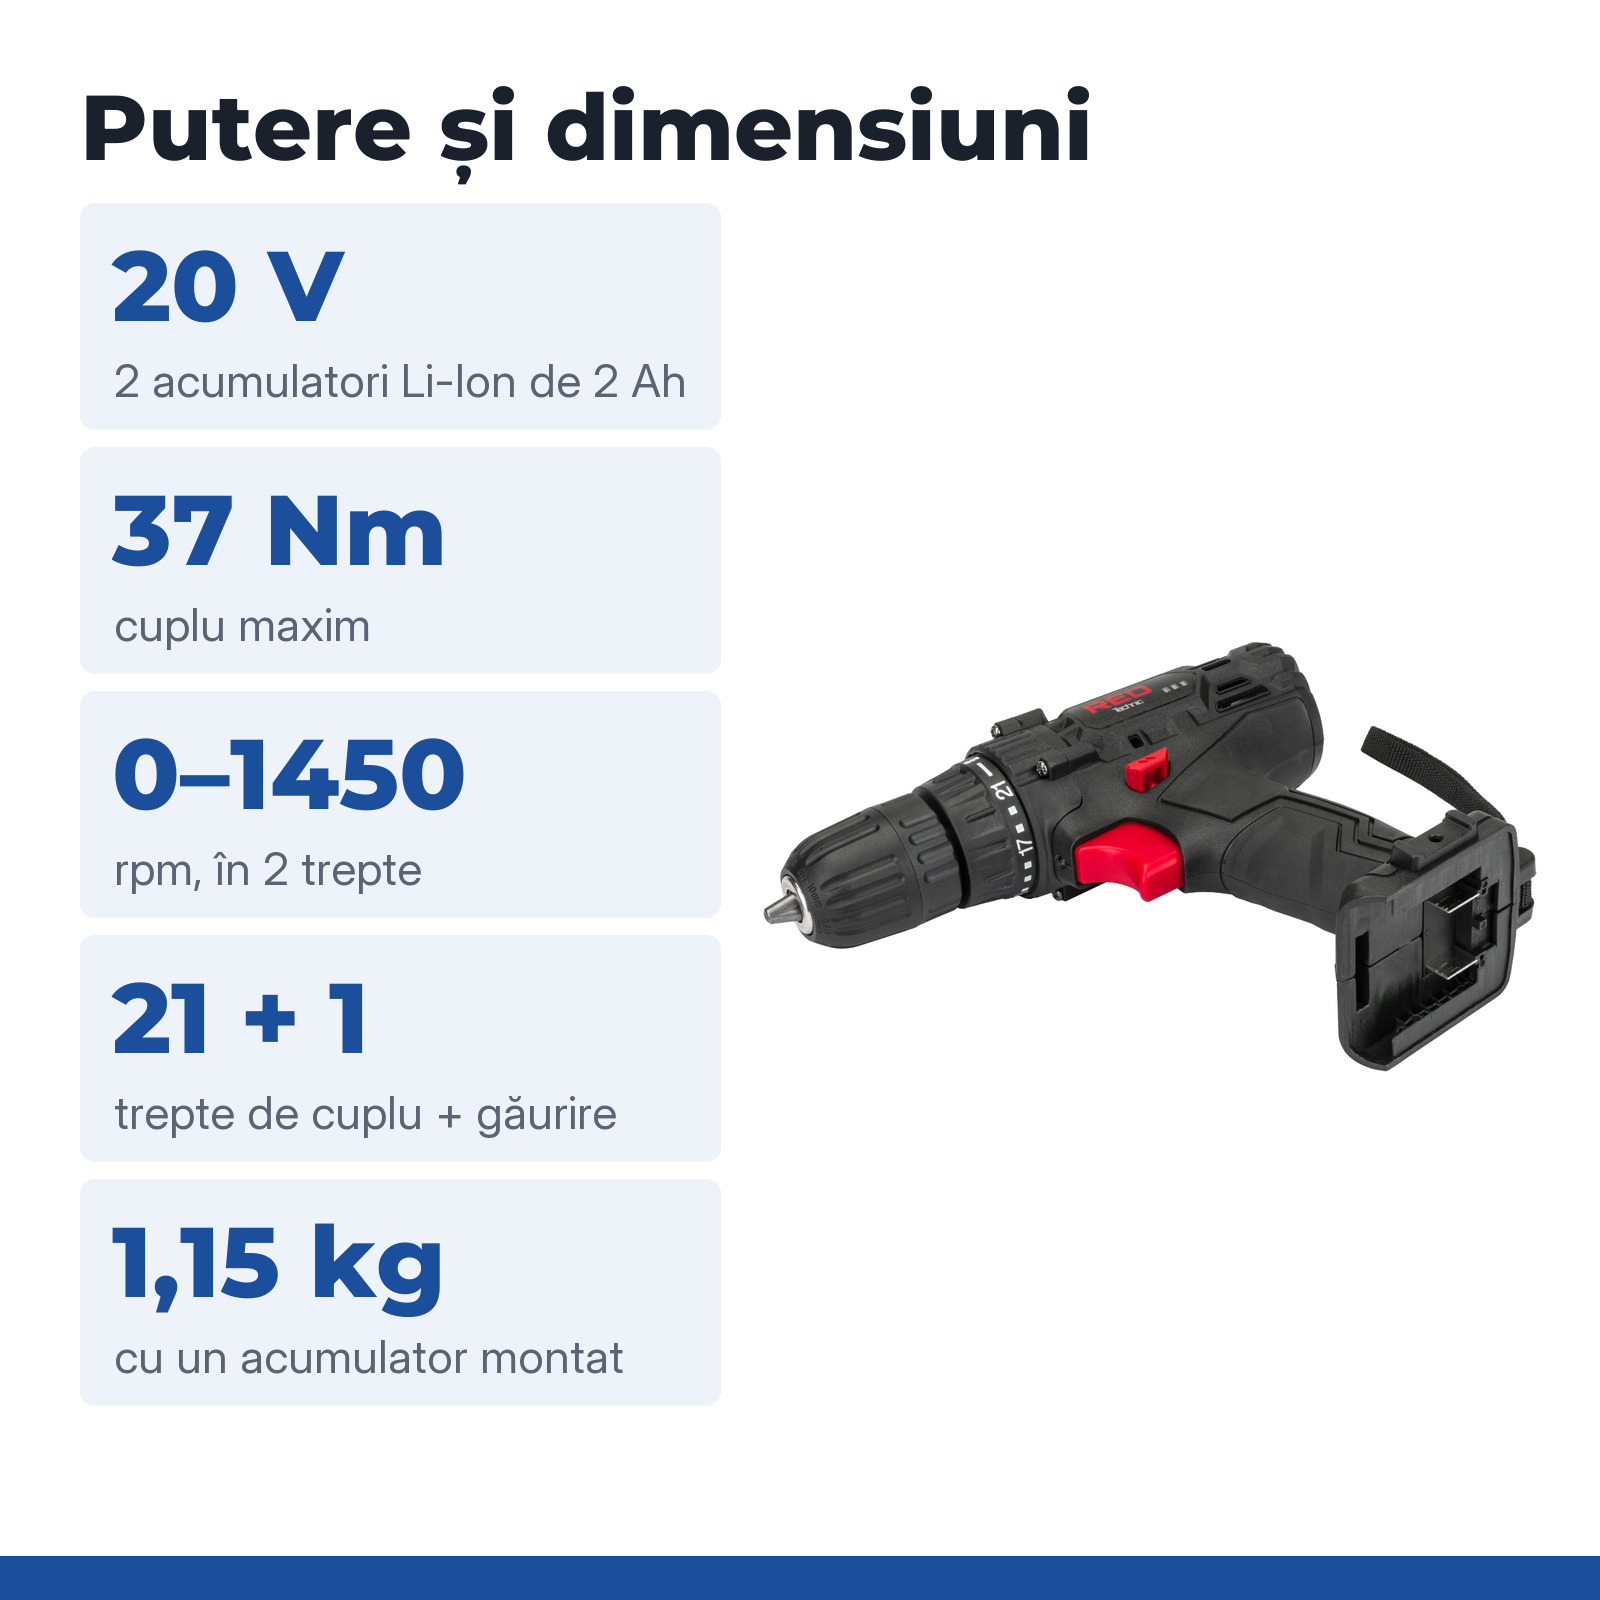 Putere și dimensiuni
20 V
2 acumulatori Li-Ion de 2 Ah
37 Nm
cuplu maxim
0–1450
rpm, în 2 trepte
21 + 1
trepte de cuplu + găurire
1,15 kg
cu un acumulator montat
RED
Technic
21
17